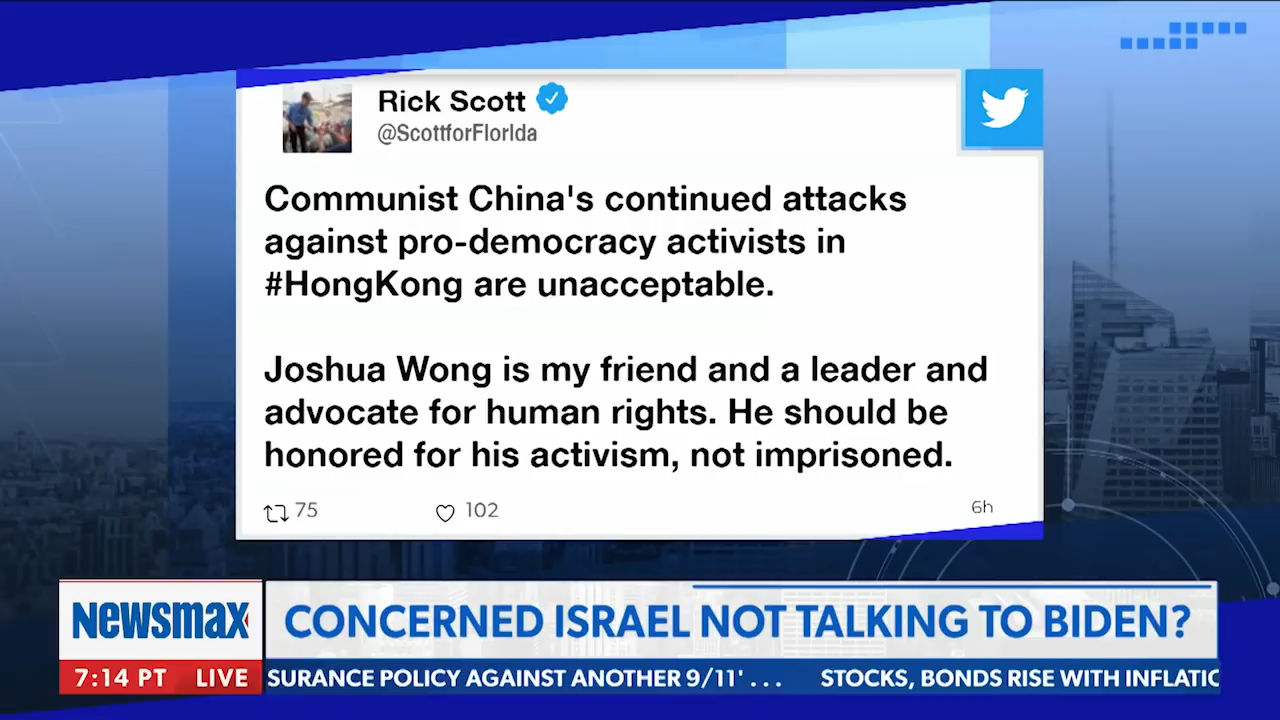 Rick Scott
@ScottforFlorida
Communist China's continued attacks
against pro-democracy activists in
#HongKong are unacceptable.
Joshua Wong is my friend and a leader and
advocate for human rights. He should be
honored for his activism, not imprisoned.
75
102
6h
NEWSMAX
CONCERNED ISRAEL NOT TALKING TO BIDEN?
7:14 PT LIVE
SURANCE POLICY AGAINST ANOTHER 9/11' . . . STOCKS, BONDS RISE WITH INFLATIC